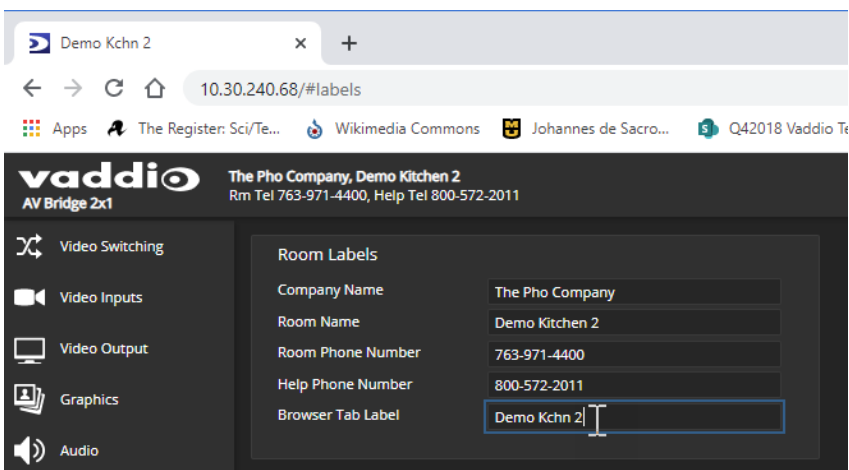 Demo Kchn 2
10.30.240.68/#labels
Apps The Register: Sci/Te... Wikimedia Commons Johannes de Sacro... Q42018 Vaddio Te
vaddio
AV Bridge 2x1
The Pho Company, Demo Kitchen 2
Rm Tel 763-971-4400, Help Tel 800-572-2011
Video Switching
Video Inputs
Video Output
Graphics
Audio
Room Labels
Company Name The Pho Company
Room Name Demo Kitchen 2
Room Phone Number 763-971-4400
Help Phone Number 800-572-2011
Browser Tab Label Demo Kchn 2